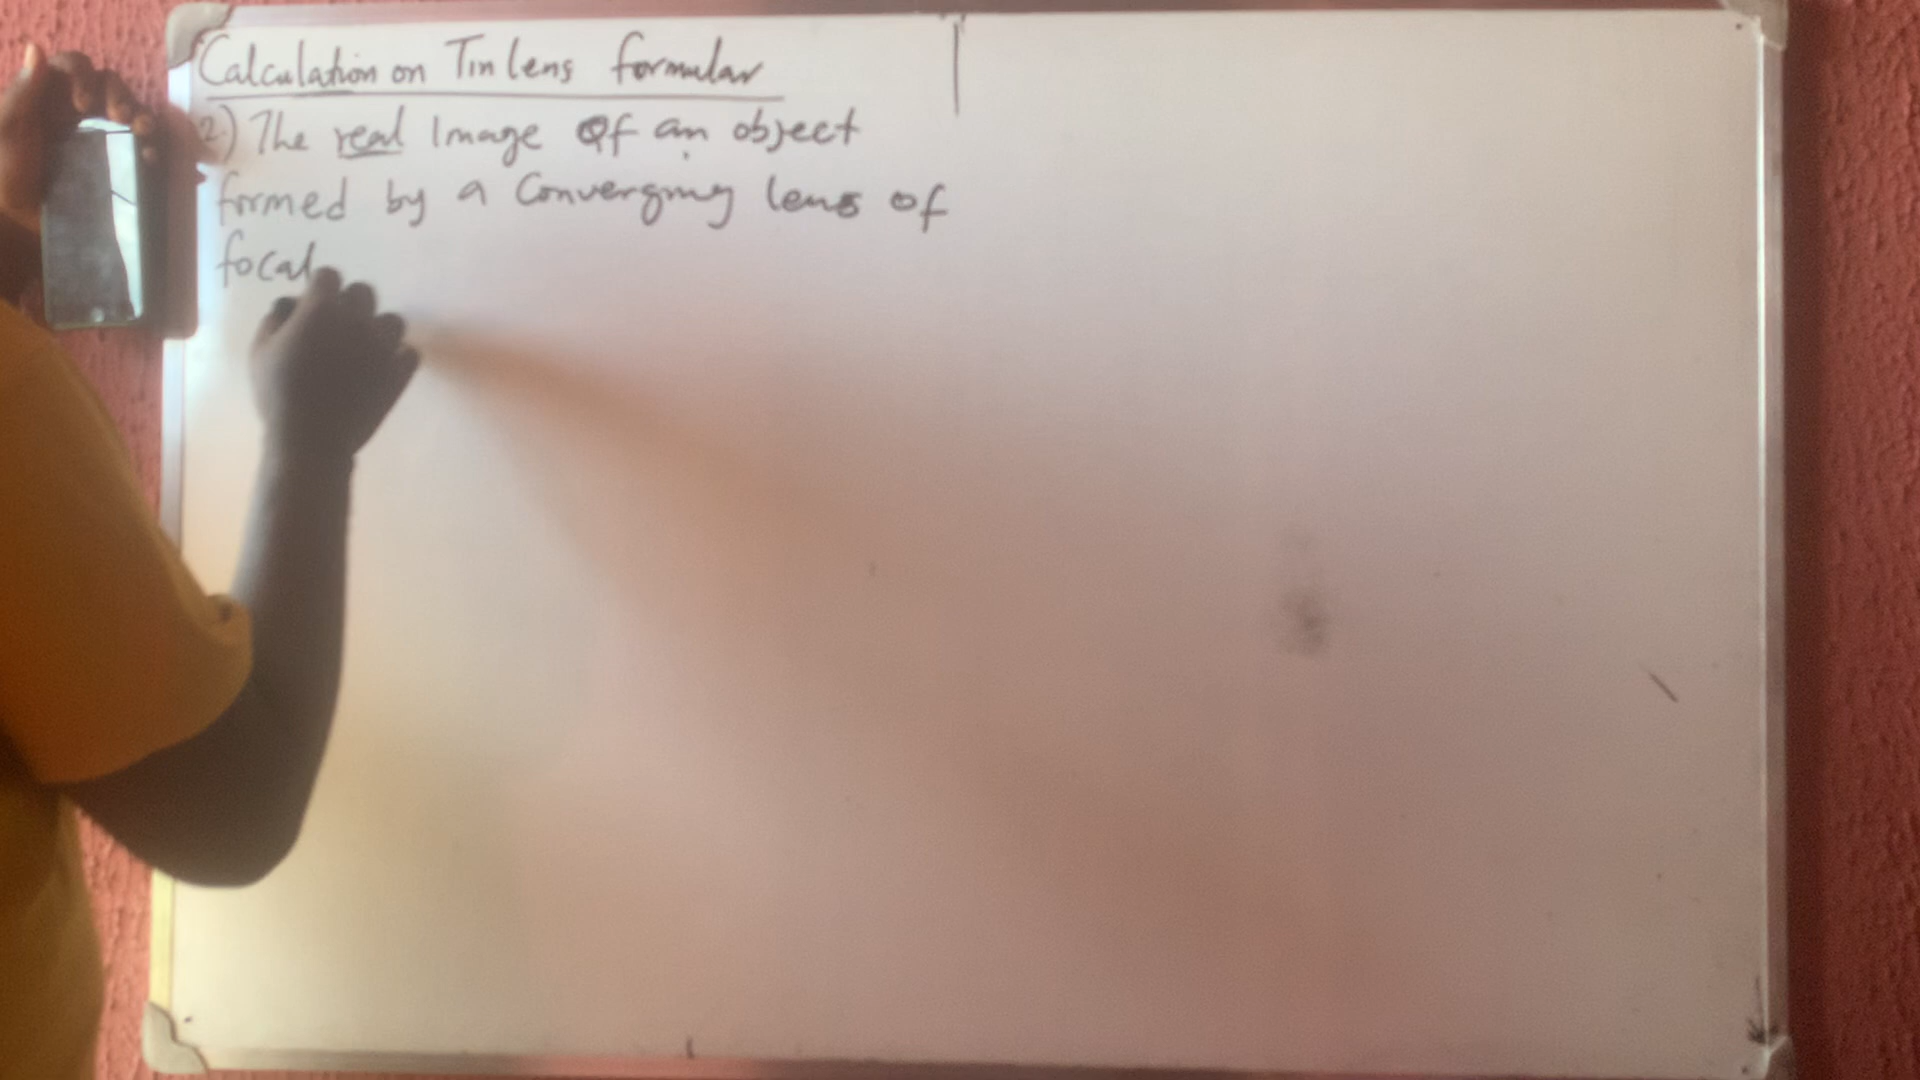 Calculation on Tin lens formular
2.) The real Image Of an object
formed by a Converging lens of
focal